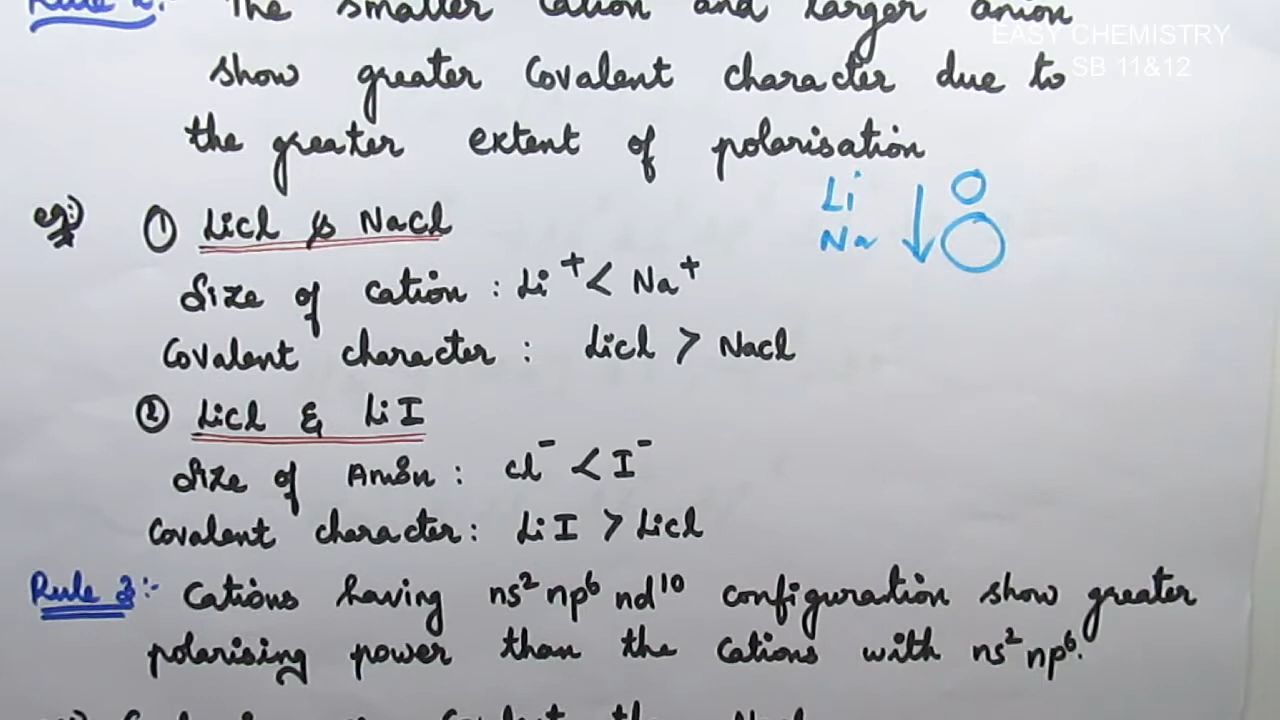 Rule 2:- The smaller cation and larger anion
EASY CHEMISTRY
SB 11&12
show greater Covalent character due to
the greater extent of polarisation
Li
Na
eg:) ① LiCl & NaCl
Size of cation : Li⁺ < Na⁺
Covalent character : LiCl > NaCl
② LiCl & LiI
Size of Anion : Cl⁻ < I⁻
Covalent character : LiI > LiCl
Rule 3:- Cations having ns² np⁶ nd¹⁰ configuration show greater
polarising power than the cations with ns² np⁶.